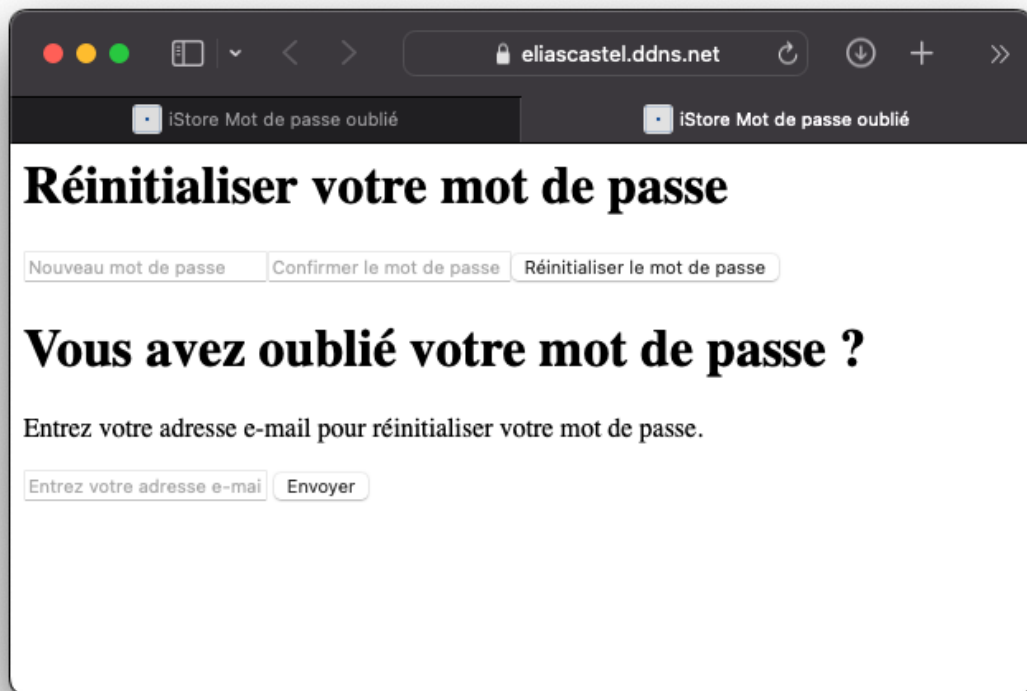 eliascastel.ddns.net
iStore Mot de passe oublié
iStore Mot de passe oublié
Réinitialiser votre mot de passe
Nouveau mot de passe Confirmer le mot de passe Réinitialiser le mot de passe
Vous avez oublié votre mot de passe ?
Entrez votre adresse e-mail pour réinitialiser votre mot de passe.
Entrez votre adresse e-mai Envoyer